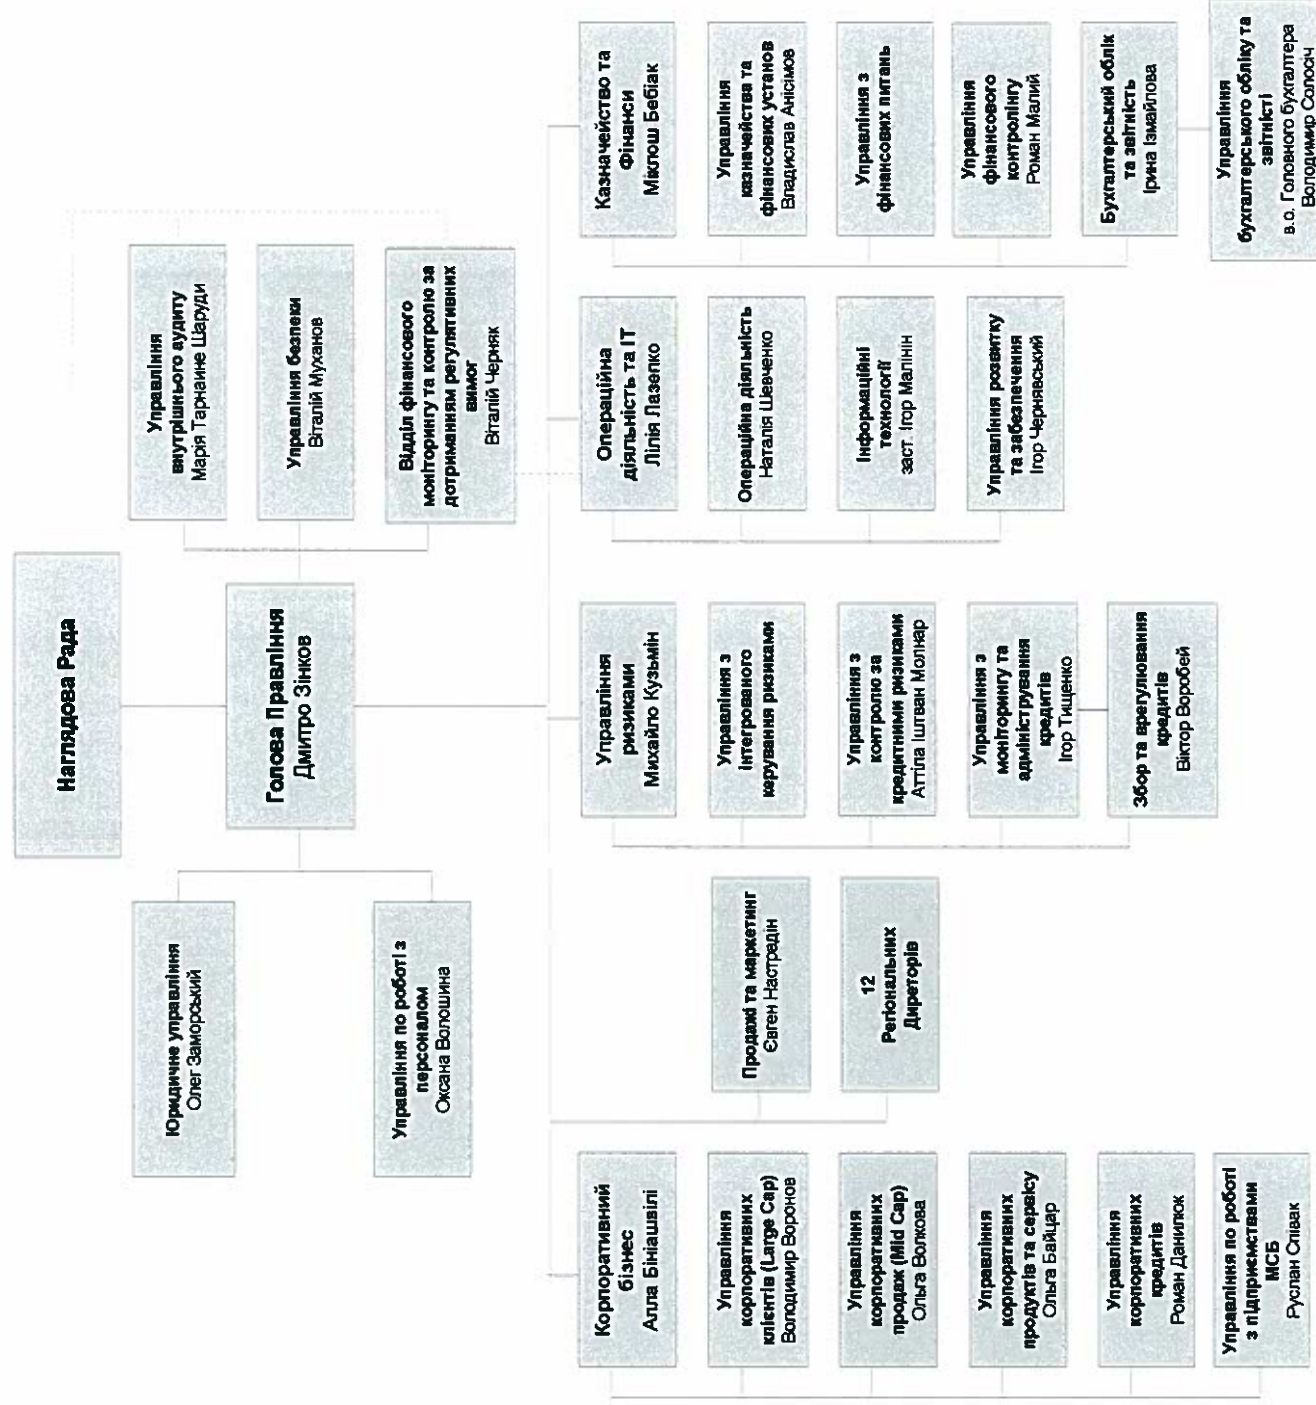 Наглядова Рада
Голова Правління
Дмитро Зінков
Юридичне управління
Олег Заморський
Управління по роботі з
персоналом
Оксана Волошина
Управління
внутрішнього аудиту
Марія Тарнаине Шаруди
Управління безпеки
Віталій Муханов
Відділ фінансового
моніторингу та контролю за
дотриманням регулятивних
вимог
Віталій Черняк
Корпоративний
бізнес
Алла Бініашвілі
Управління
корпоративних
клієнтів (Large Cap)
Володимир Воронов
Управління
корпоративних
продаж (Mid Cap)
Ольга Волкова
Управління
корпоративних
продуктів та сервісу
Ольга Байцар
Управління
корпоративних
кредитів
Роман Данилюк
Управління по роботі
з підприємствами
МСБ
Руслан Співак
Продажі та маркетинг
Євген Настрадін
12
Регіональних
Диреторів
Управління
ризиками
Михайло Кузьмін
Управління з
інтегрованого
керування ризиками
Управління з
контролю за
кредитними ризиками
Аттіла Іштван Молнар
Управління з
моніторингу та
адміністрування
кредитів
Ігор Тищенко
Збор та врегулювання
кредитів
Віктор Воробей
Операційна
діяльність та ІТ
Лілія Лазепко
Операційна діяльність
Наталія Шевченко
Інформаційні
технології
заст. Ігор Малінін
Управління розвитку
та забезпечення
Ігор Чернявський
Казначейство та
Фінанси
Міклош Бебіак
Управління
казначейства та
фінансових установ
Владислав Анісімов
Управління з
фінансових питань
Управління
фінансового
контролінгу
Роман Малий
Бухгалтерський облік
та звітність
Ірина Ізмайлова
Управління
бухгалтерського обліку та
звітності
в.о. Головного бухгалтера
Володимир Солосіч